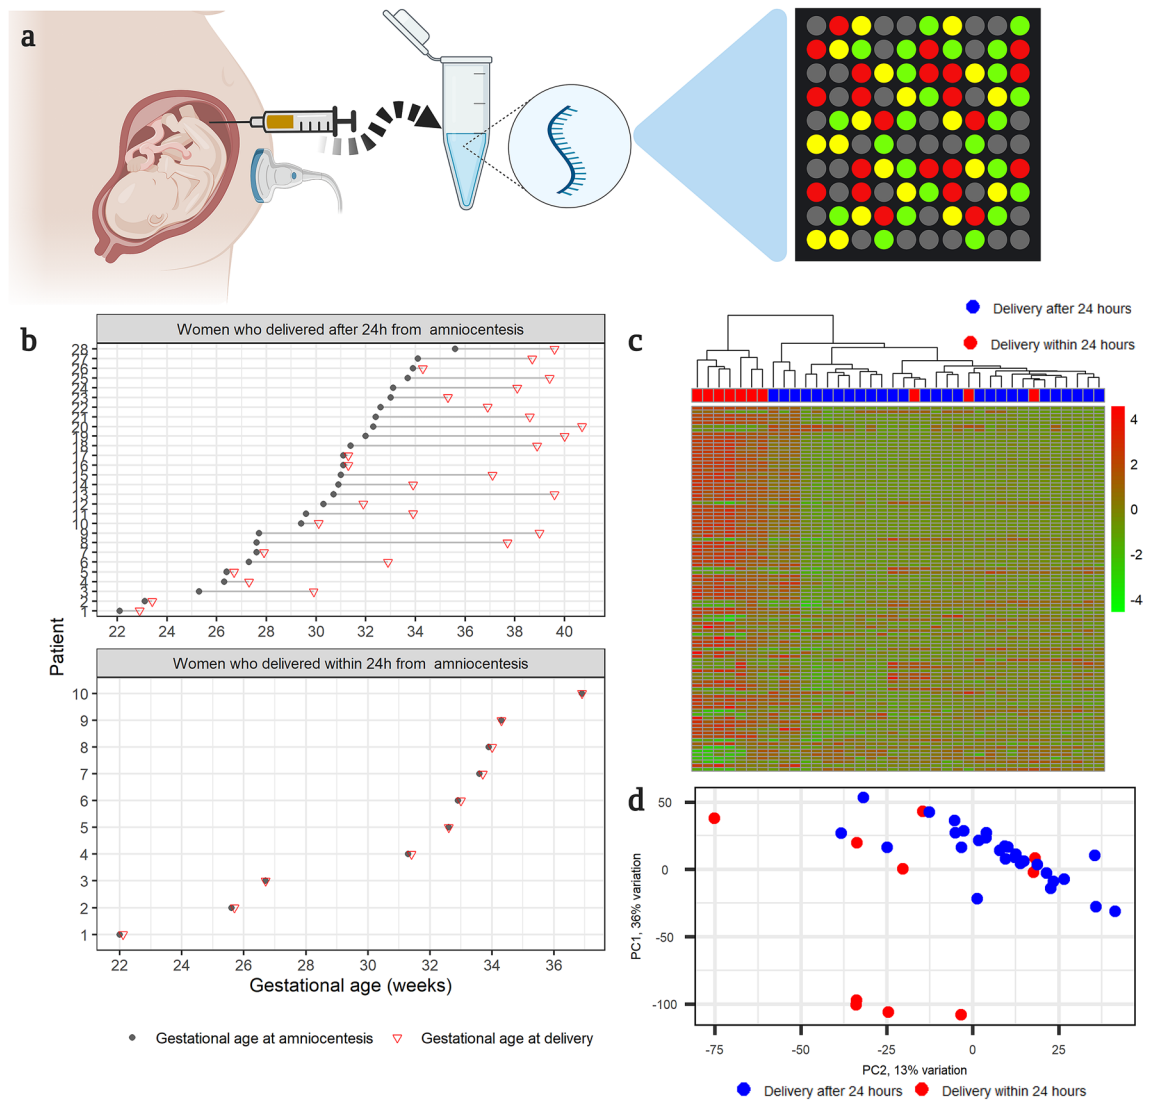 a
b
Women who delivered after 24h from amniocentesis
28
27
26
25
24
23
22
21
20
19
18
17
16
15
14
13
12
11
10
9
8
7
6
5
4
3
2
1
22 24 26 28 30 32 34 36 38 40
Patient
Women who delivered within 24h from amniocentesis
10
9
8
7
6
5
4
3
2
1
22 24 26 28 30 32 34 36
Gestational age (weeks)
Gestational age at amniocentesis Gestational age at delivery
c
Delivery after 24 hours
Delivery within 24 hours
4
2
0
-2
-4
d
PC1, 36% variation
50
0
-50
-100
-75 -50 -25 0 25
PC2, 13% variation
Delivery after 24 hours Delivery within 24 hours